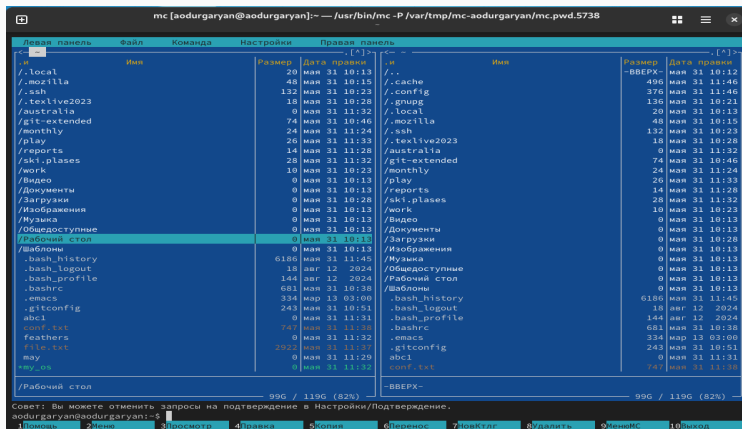 mc [aodurgaryan@aodurgaryan]:~ — /usr/bin/mc -P /var/tmp/mc-aodurgaryan/mc.pwd.5738
Левая панель Файл Команда Настройки Правая панель
<- ~ .[^]> <- ~ .[^]>
.и Имя Размер Дата правки .и Имя Размер Дата правки
/.local 20 мая 31 10:13 /.. -ВВЕРХ- мая 31 10:12
/.mozilla 48 мая 31 10:15 /.cache 496 мая 31 11:46
/.ssh 132 мая 31 10:23 /.config 376 мая 31 11:46
/.texlive2023 18 мая 31 10:28 /.gnupg 136 мая 31 10:21
/australia 0 мая 31 11:32 /.local 20 мая 31 10:13
/git-extended 74 мая 31 10:46 /.mozilla 48 мая 31 10:15
/monthly 24 мая 31 11:24 /.ssh 132 мая 31 10:23
/play 26 мая 31 11:33 /.texlive2023 18 мая 31 10:28
/reports 14 мая 31 11:28 /australia 0 мая 31 11:32
/ski.plases 28 мая 31 11:32 /git-extended 74 мая 31 10:46
/work 10 мая 31 10:23 /monthly 24 мая 31 11:24
/Видео 0 мая 31 10:13 /play 26 мая 31 11:33
/Документы 0 мая 31 10:13 /reports 14 мая 31 11:28
/Загрузки 0 мая 31 10:28 /ski.plases 28 мая 31 11:32
/Изображения 0 мая 31 10:13 /work 10 мая 31 10:23
/Музыка 0 мая 31 10:13 /Видео 0 мая 31 10:13
/Общедоступные 0 мая 31 10:13 /Документы 0 мая 31 10:13
/Рабочий стол 0 мая 31 10:13 /Загрузки 0 мая 31 10:28
/Шаблоны 0 мая 31 10:13 /Изображения 0 мая 31 10:13
.bash_history 6186 мая 31 11:45 /Музыка 0 мая 31 10:13
.bash_logout 18 авг 12 2024 /Общедоступные 0 мая 31 10:13
.bash_profile 144 авг 12 2024 /Рабочий стол 0 мая 31 10:13
.bashrc 681 мая 31 10:38 /Шаблоны 0 мая 31 10:13
.emacs 334 мар 13 03:00 .bash_history 6186 мая 31 11:45
.gitconfig 243 мая 31 10:51 .bash_logout 18 авг 12 2024
abc1 0 мая 31 11:31 .bash_profile 144 авг 12 2024
conf.txt 747 мая 31 11:38 .bashrc 681 мая 31 10:38
feathers 0 мая 31 11:32 .emacs 334 мар 13 03:00
file.txt 2922 мая 31 11:37 .gitconfig 243 мая 31 10:51
may 0 мая 31 11:29 abc1 0 мая 31 11:31
*my_os 0 мая 31 11:32 conf.txt 747 мая 31 11:38
/Рабочий стол -ВВЕРХ-
99G / 119G (82%) 99G / 119G (82%)
Совет: Вы можете отменить запросы на подтверждение в Настройки/Подтверждение.
aodurgaryan@aodurgaryan:~$
1Помощь 2Меню 3Просмотр 4Правка 5Копия 6Перенос 7НовКтлг 8Удалить 9МенюМС 10Выход